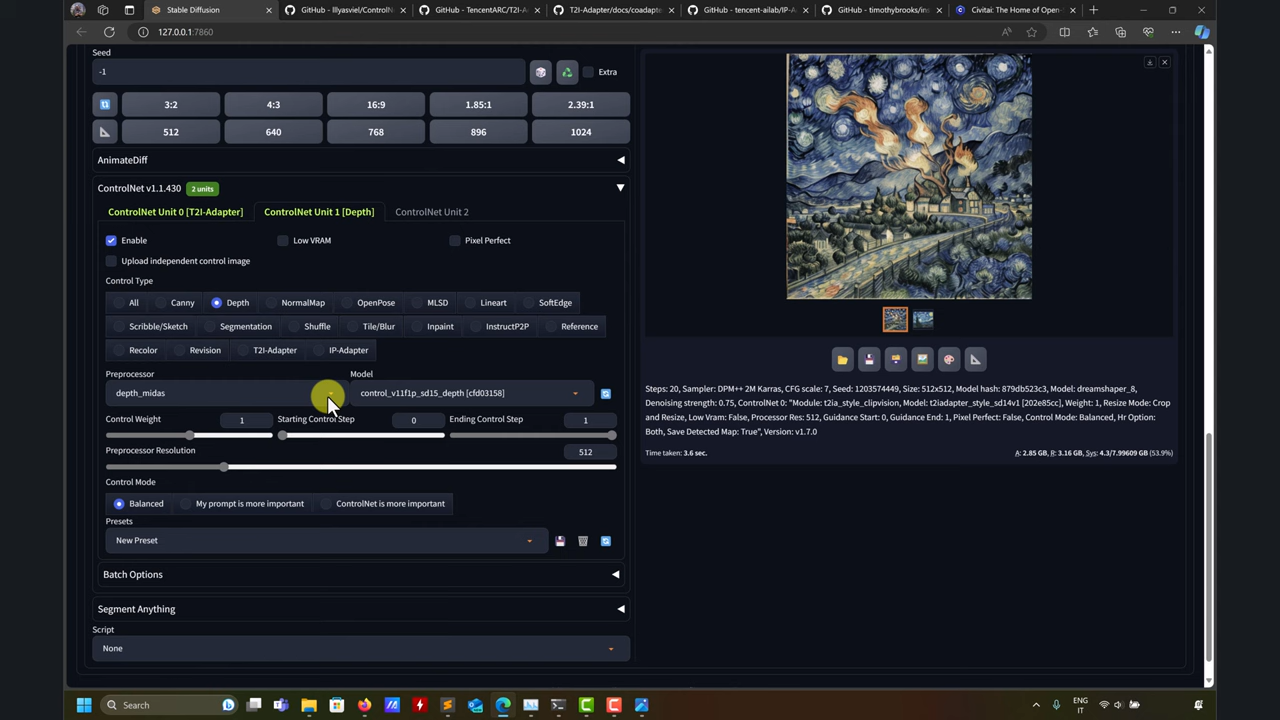 Stable Diffusion
GitHub - lllyasviel/ControlN
GitHub - TencentARC/T2I-Ad
T2I-Adapter/docs/coadapte
GitHub - tencent-ailab/IP-A
GitHub - timothybrooks/ins
Civitai: The Home of Open-
127.0.0.1:7860
Seed
-1
Extra
3:2
4:3
16:9
1.85:1
2.39:1
512
640
768
896
1024
AnimateDiff
ControlNet v1.1.430
2 units
ControlNet Unit 0 [T2I-Adapter]
ControlNet Unit 1 [Depth]
ControlNet Unit 2
Enable
Low VRAM
Pixel Perfect
Upload independent control image
Control Type
All
Canny
Depth
NormalMap
OpenPose
MLSD
Lineart
SoftEdge
Scribble/Sketch
Segmentation
Shuffle
Tile/Blur
Inpaint
InstructP2P
Reference
Recolor
Revision
T2I-Adapter
IP-Adapter
Preprocessor
Model
depth_midas
control_v11f1p_sd15_depth [cfd03158]
Control Weight
1
Starting Control Step
0
Ending Control Step
1
Preprocessor Resolution
512
Control Mode
Balanced
My prompt is more important
ControlNet is more important
Presets
New Preset
Batch Options
Segment Anything
Script
None
Steps: 20, Sampler: DPM++ 2M Karras, CFG scale: 7, Seed: 1203574449, Size: 512x512, Model hash: 879db523c3, Model: dreamshaper_8,
Denoising strength: 0.75, ControlNet 0: "Module: t2ia_style_clipvision, Model: t2iadapter_style_sd14v1 [202e85cc], Weight: 1, Resize Mode: Crop
and Resize, Low Vram: False, Processor Res: 512, Guidance Start: 0, Guidance End: 1, Pixel Perfect: False, Control Mode: Balanced, Hr Option:
Both, Save Detected Map: True", Version: v1.7.0
Time taken: 3.6 sec.
A: 2.85 GB, R: 3.16 GB, Sys: 4.3/7.99609 GB (53.9%)
Search
ENG
IT